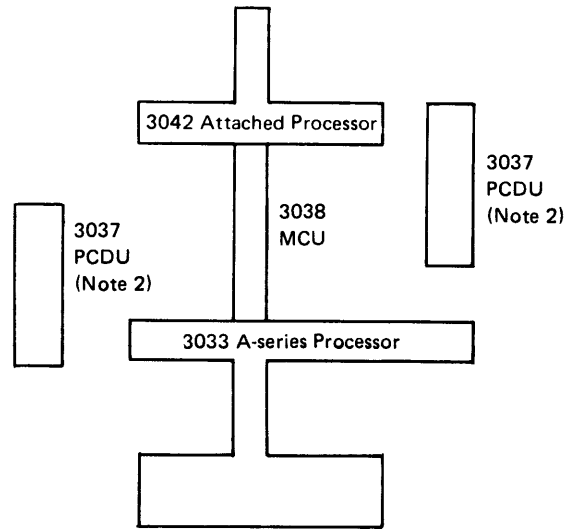 3042 Attached Processor
3037
PCDU
(Note 2)
3038
MCU
3037
PCDU
(Note 2)
3033 A-series Processor